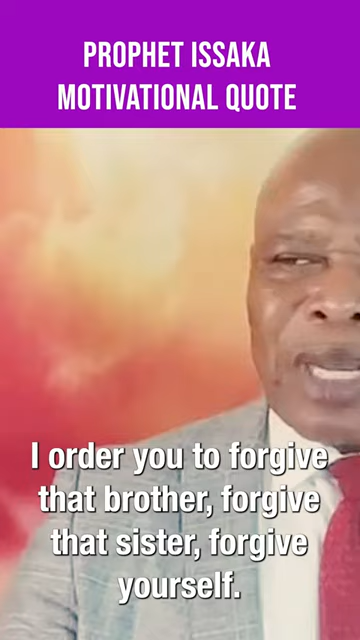 PROPHET ISSAKA
MOTIVATIONAL QUOTE
I order you to forgive
that brother, forgive
that sister, forgive
yourself.